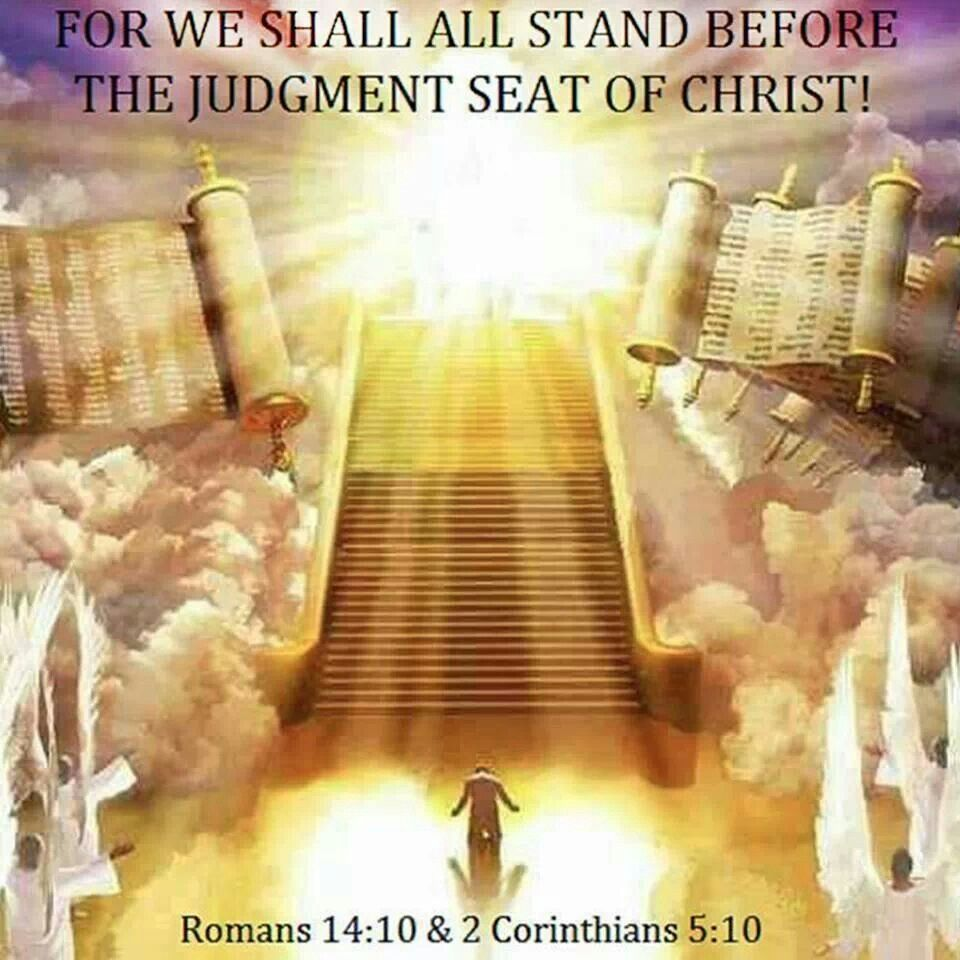 FOR WE SHALL ALL STAND BEFORE
THE JUDGMENT SEAT OF CHRIST!
Romans 14:10 & 2 Corinthians 5:10